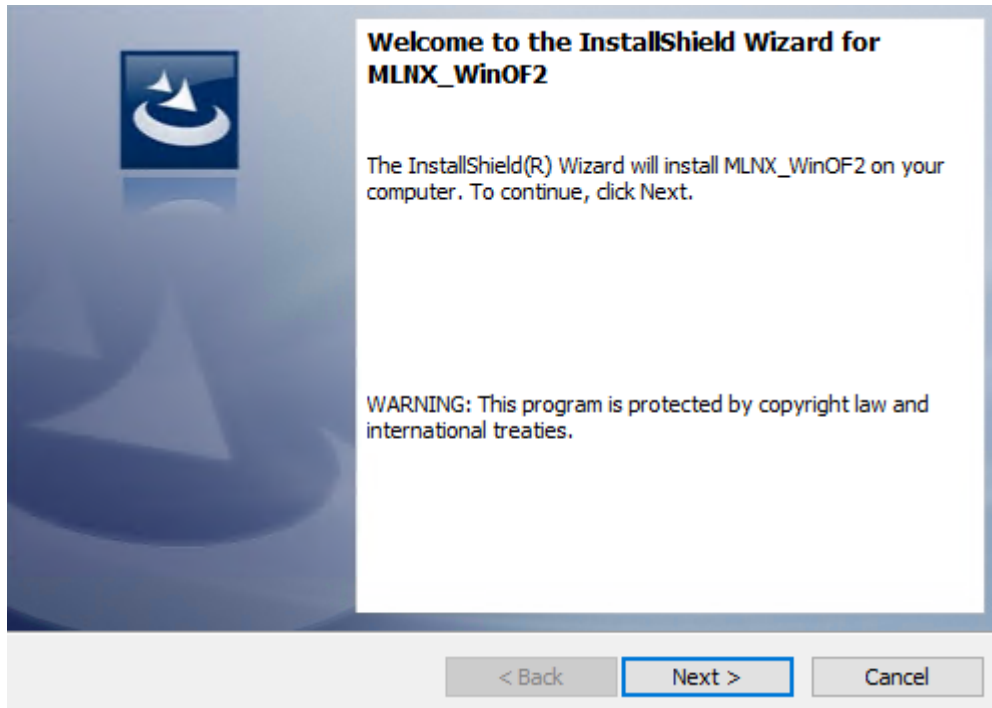 Welcome to the InstallShield Wizard for
MLNX_WinOF2
The InstallShield(R) Wizard will install MLNX_WinOF2 on your
computer. To continue, click Next.
WARNING: This program is protected by copyright law and
international treaties.
< Back
Next >
Cancel